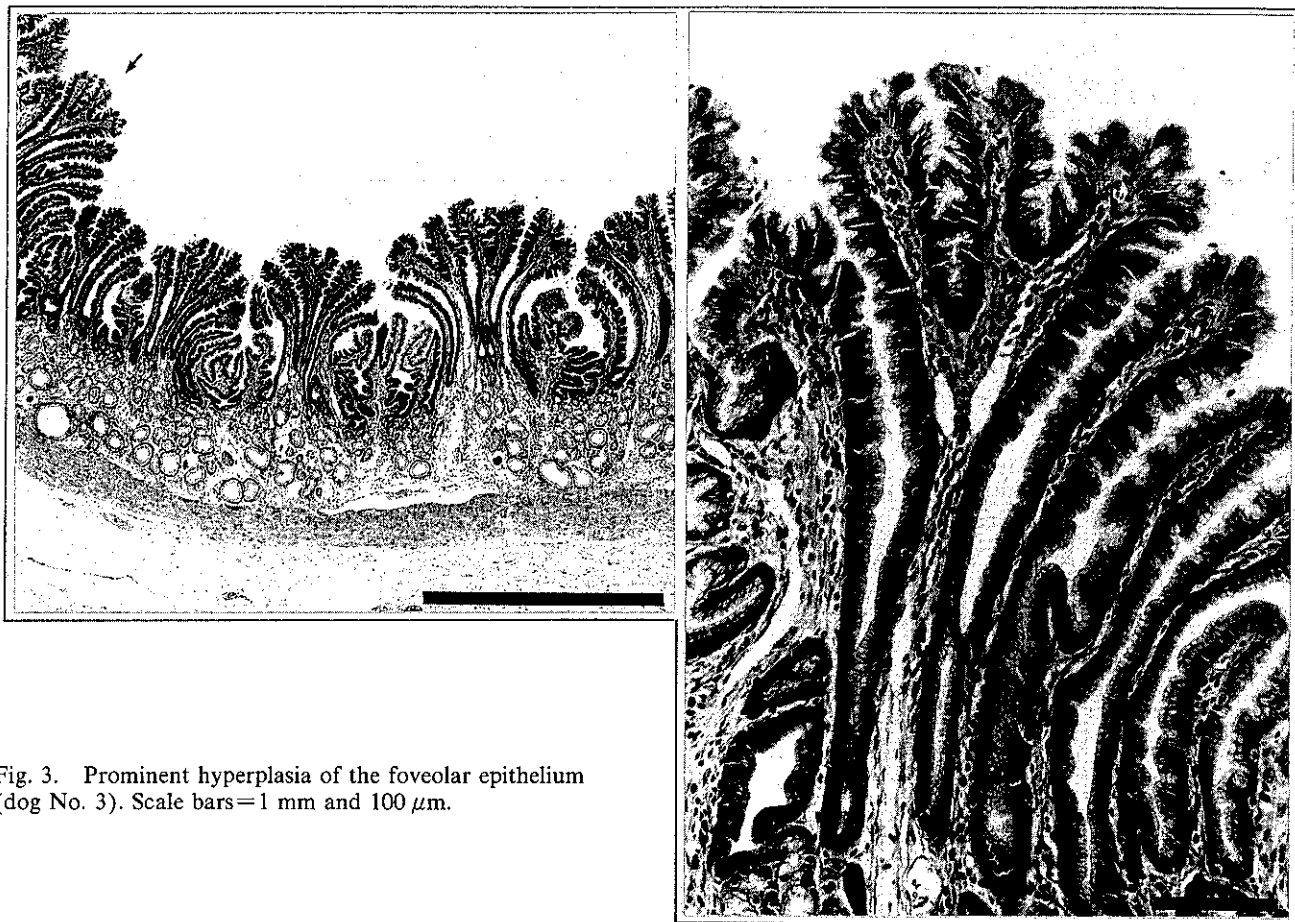 Fig. 3. Prominent hyperplasia of the foveolar epithelium
(dog No. 3). Scale bars=1 mm and 100 μm.